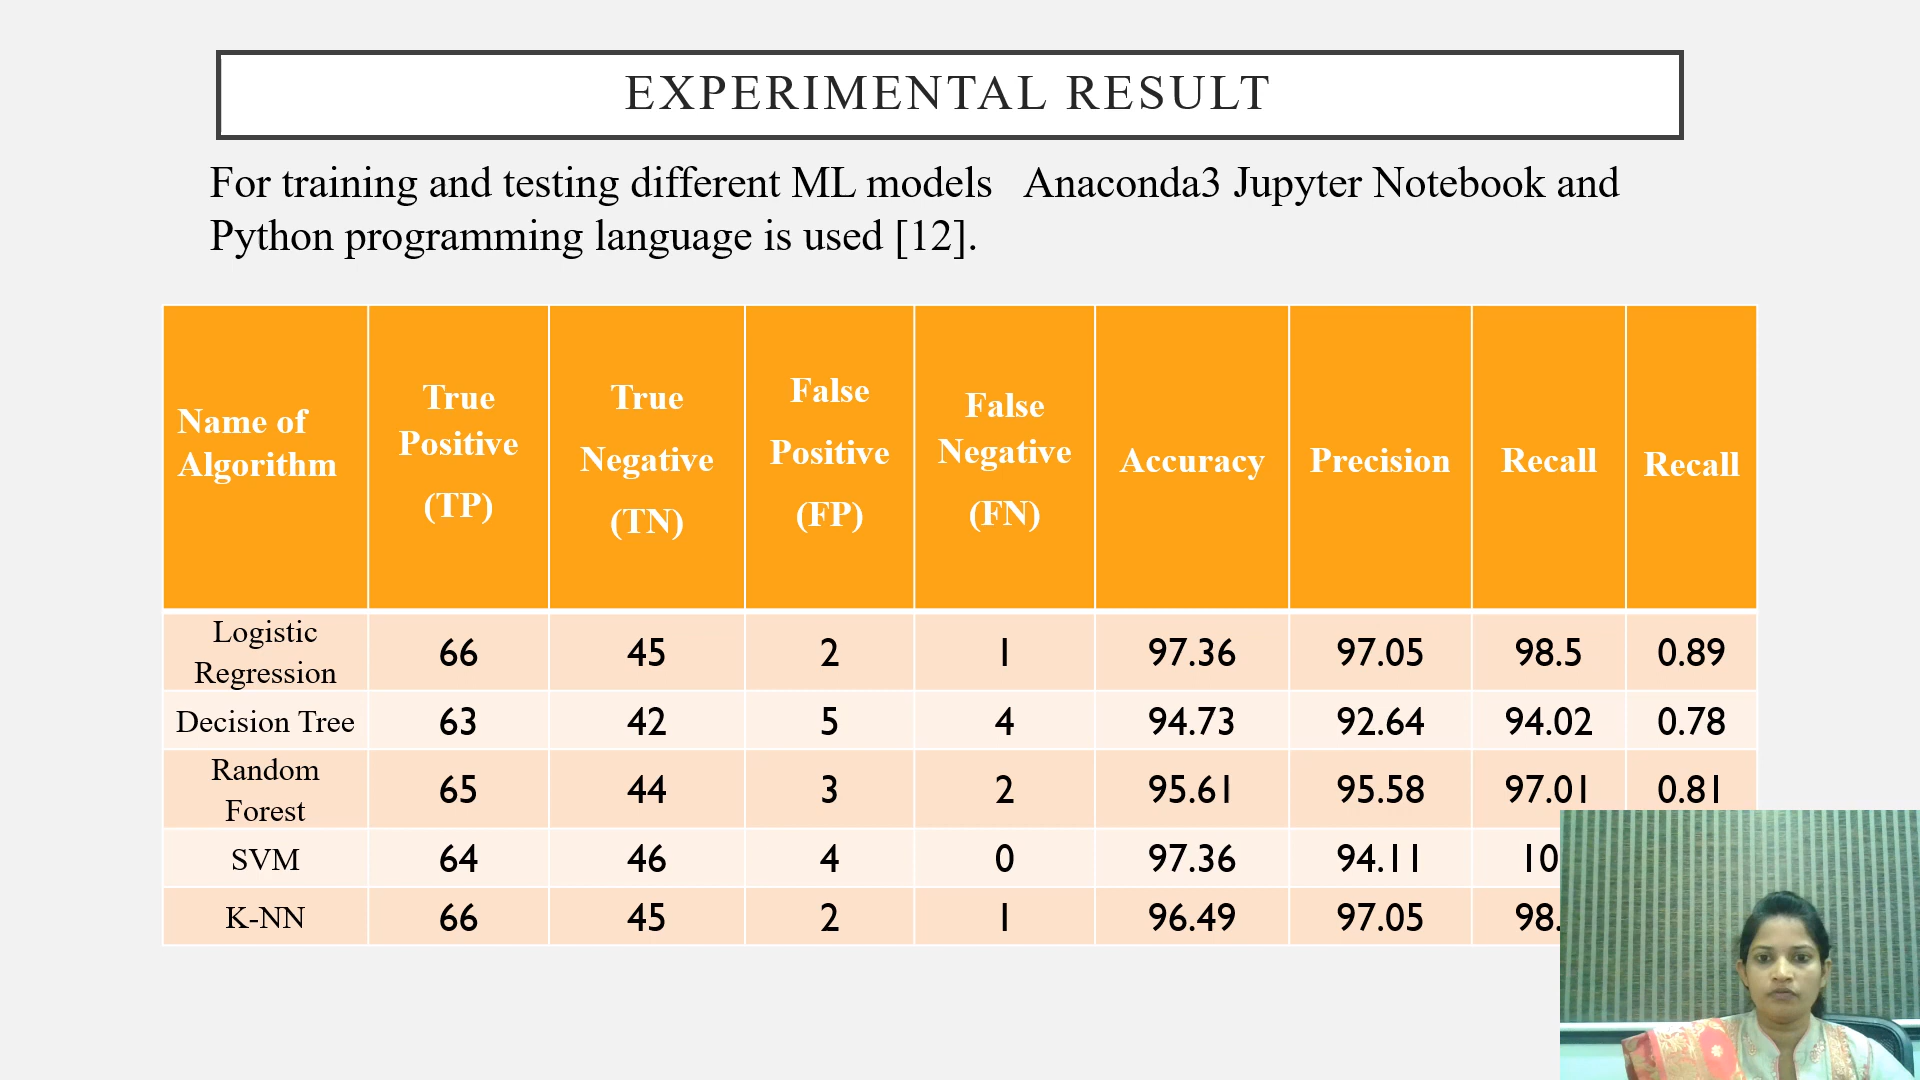 EXPERIMENTAL RESULT
For training and testing different ML models Anaconda3 Jupyter Notebook and
Python programming language is used [12].
Name of Algorithm True Positive (TP) True Negative (TN) False Positive (FP) False Negative (FN) Accuracy Precision Recall Recall
Logistic Regression 66 45 2 1 97.36 97.05 98.5 0.89
Decision Tree 63 42 5 4 94.73 92.64 94.02 0.78
Random Forest 65 44 3 2 95.61 95.58 97.01 0.81
SVM 64 46 4 0 97.36 94.11
K-NN 66 45 2 1 96.49 97.05